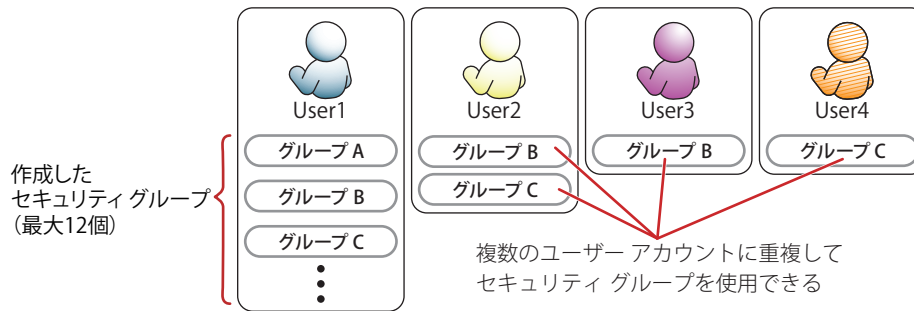 User1
User2
User3
User4
グループ A
グループ B
グループ B
グループ C
グループ B
グループ C
グループ C
作成した
セキュリティ グループ
（最大12個）
複数のユーザー アカウントに重複して
セキュリティ グループを使用できる